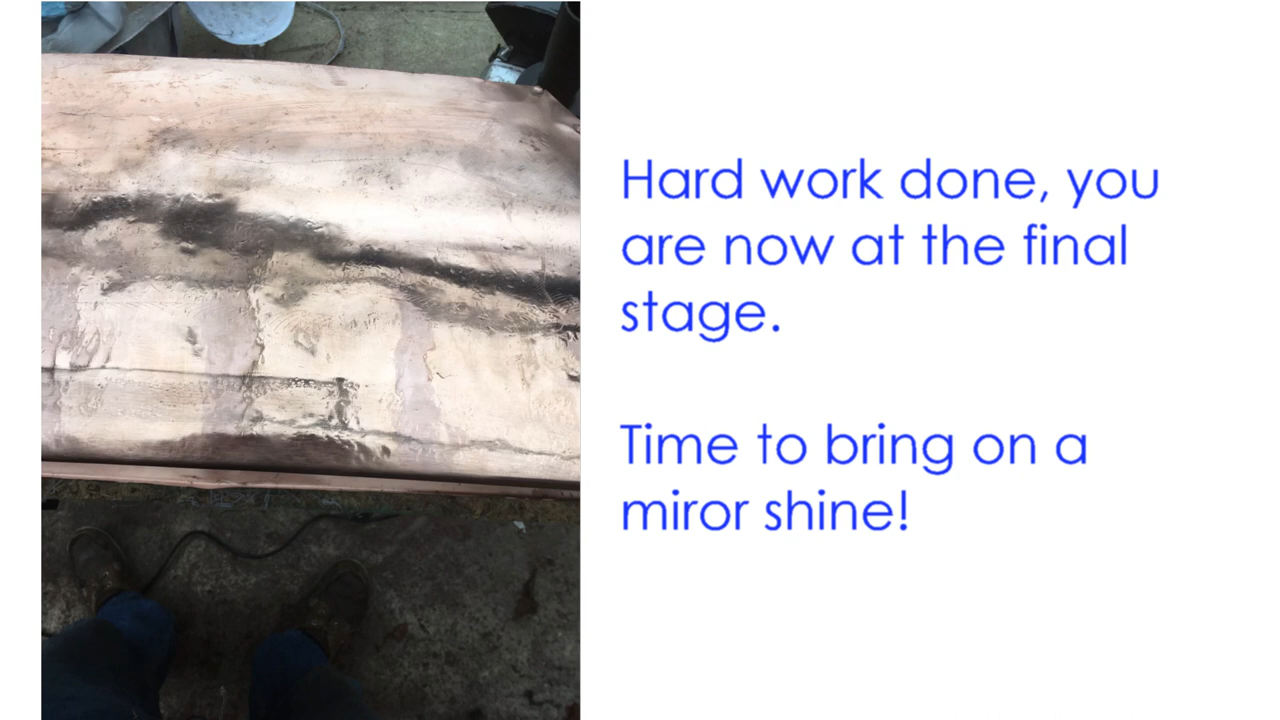 Hard work done, you
are now at the final
stage.
Time to bring on a
miror shine!